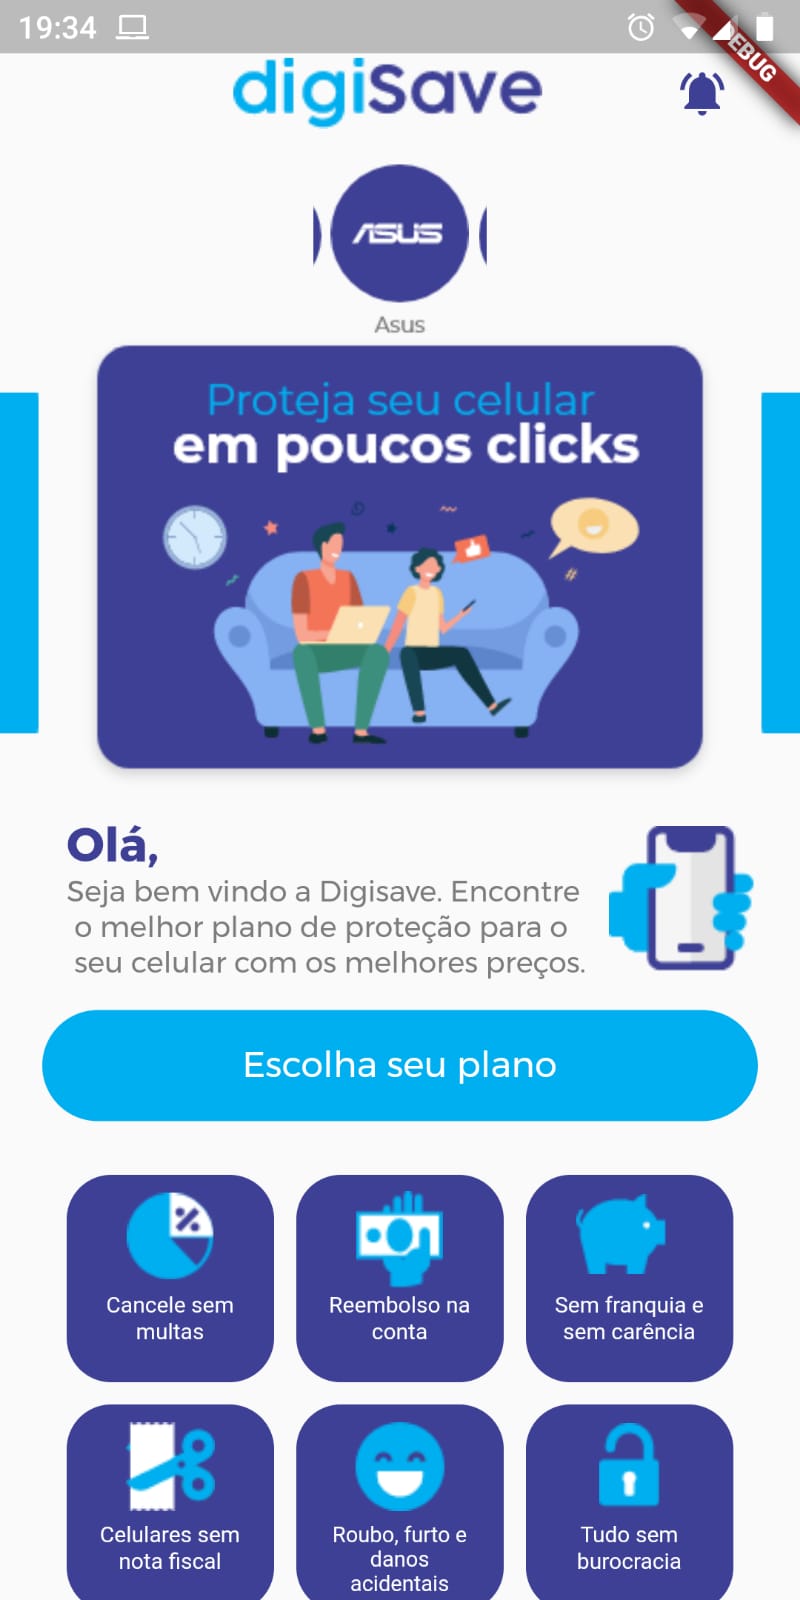 19:34
DEBUG
digiSave
ASUS
Asus
Proteja seu celular
em poucos clicks
#
Olá,
Seja bem vindo a Digisave. Encontre
o melhor plano de proteção para o
seu celular com os melhores preços.
Escolha seu plano
%
Cancele sem
multas
Reembolso na
conta
Sem franquia e
sem carência
Celulares sem
nota fiscal
Roubo, furto e
danos
acidentais
Tudo sem
burocracia